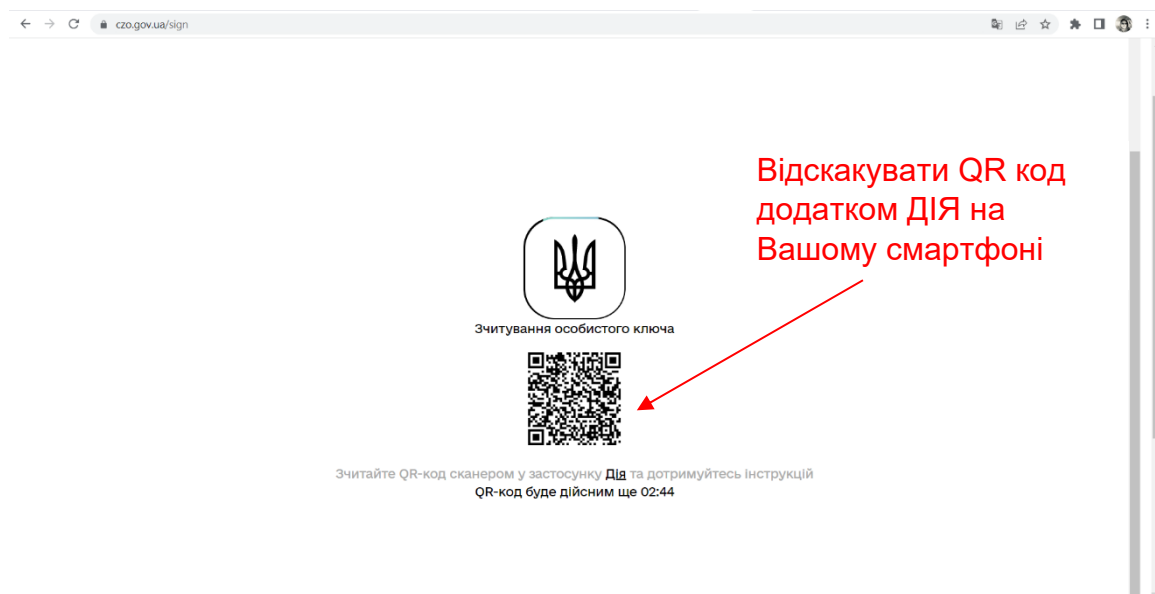 czo.gov.ua/sign
Відскакувати QR код
додатком ДІЯ на
Вашому смартфоні
Зчитування особистого ключа
Зчитайте QR-код сканером у застосунку Дія та дотримуйтесь інструкцій
QR-код буде дійсним ще 02:44